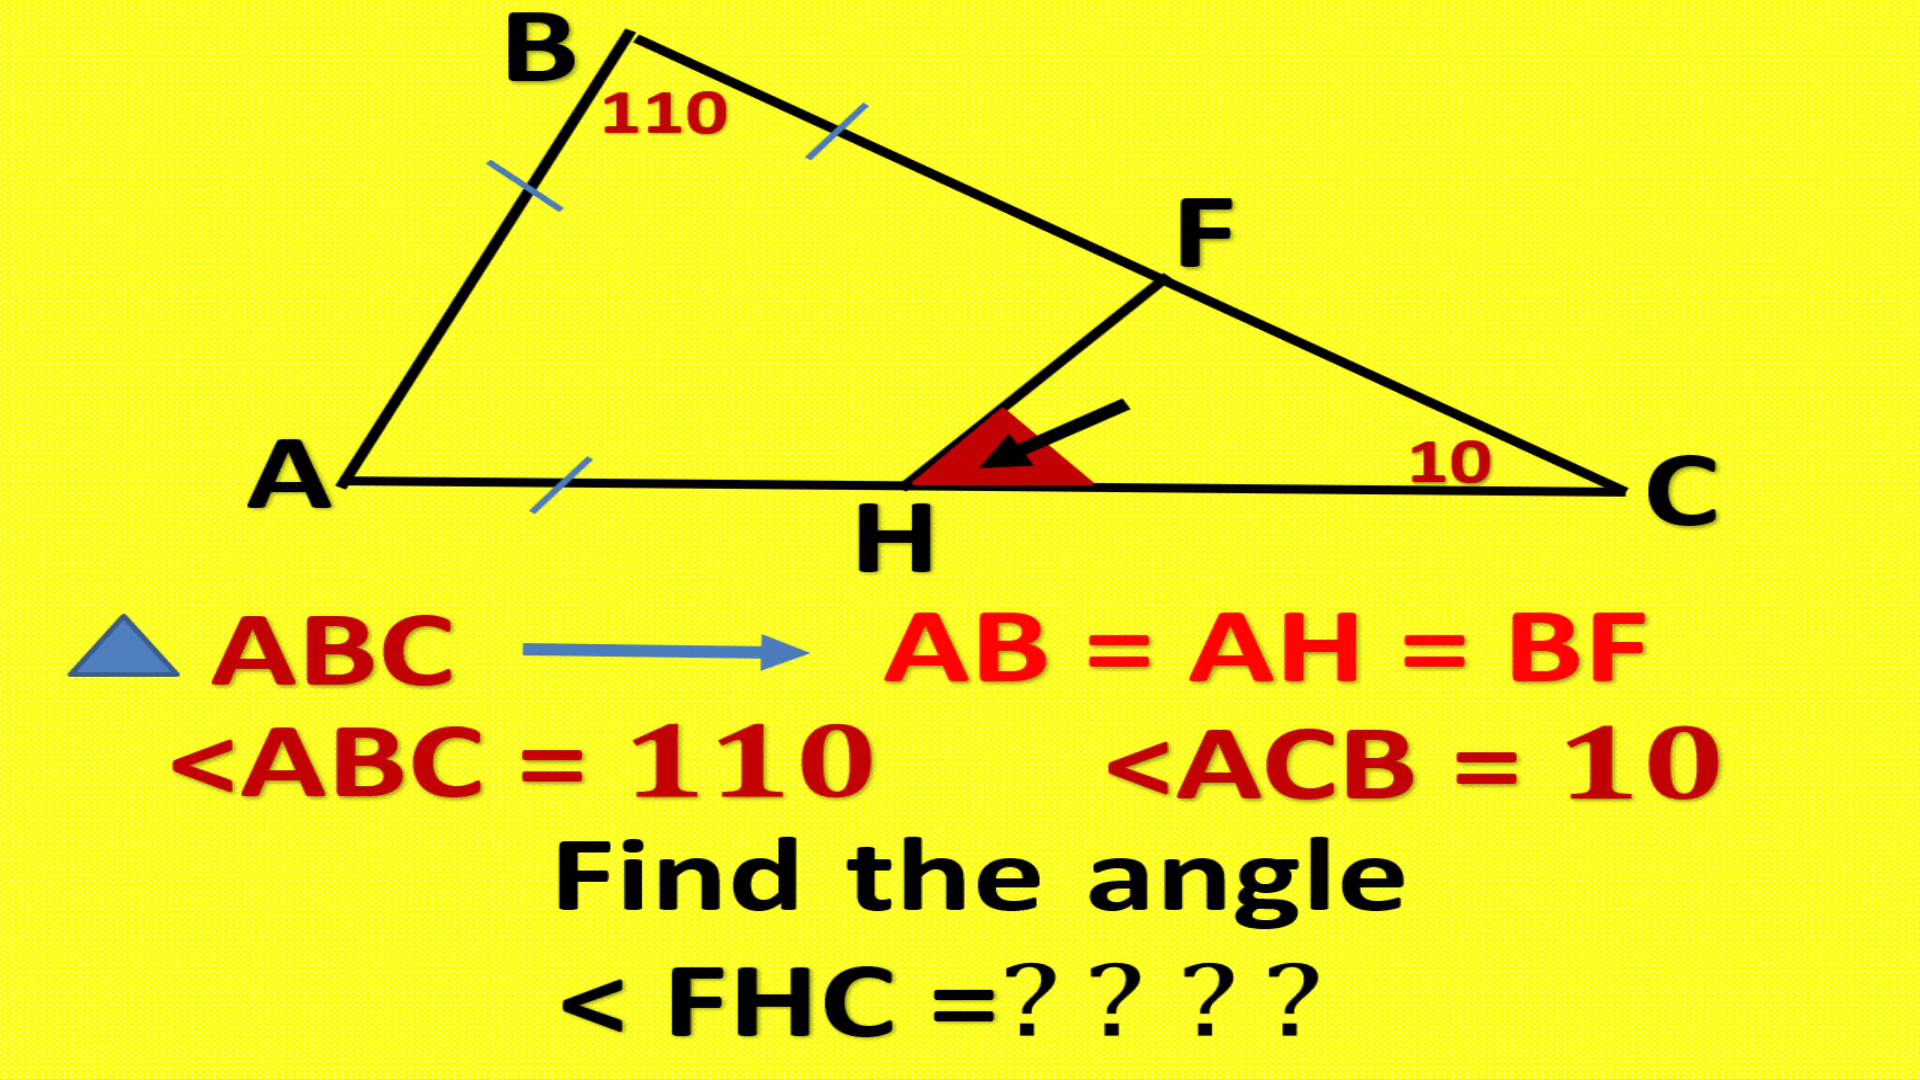 B
110
F
A
10
C
H
ABC AB = AH = BF
<ABC = 110 <ACB = 10
Find the angle
< FHC =? ? ? ?